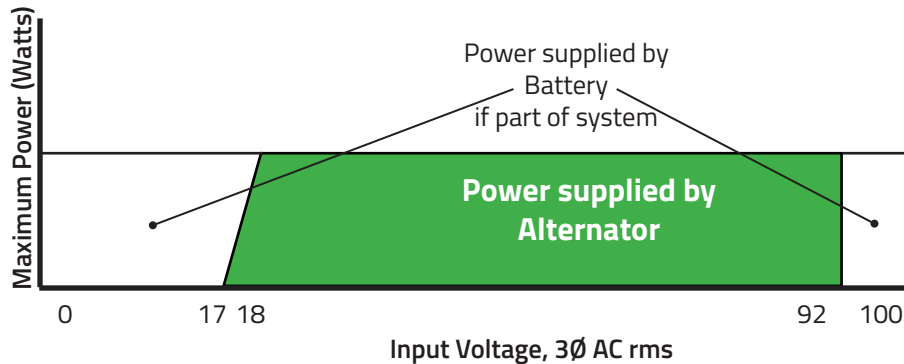 Maximum Power (Watts)
Power supplied by
Battery
if part of system
Power supplied by
Alternator
0 17 18 92 100
Input Voltage, 3Ø AC rms